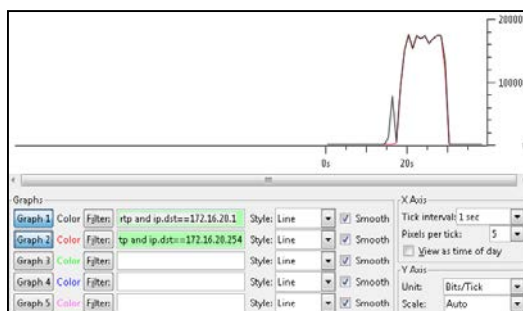 20000
10000
0
0s 20s
Graphs
Graph 1 Color Filter: rtp and ip.dst==172.16.20.1 Style: Line Smooth
Graph 2 Color Filter: tp and ip.dst==172.16.20.254 Style: Line Smooth
Graph 3 Color Filter: Style: Line Smooth
Graph 4 Color Filter: Style: Line Smooth
Graph 5 Color Filter: Style: Line Smooth
X Axis
Tick interval: 1 sec
Pixels per tick: 5
View as time of day
Y Axis
Unit: Bits/Tick
Scale: Auto